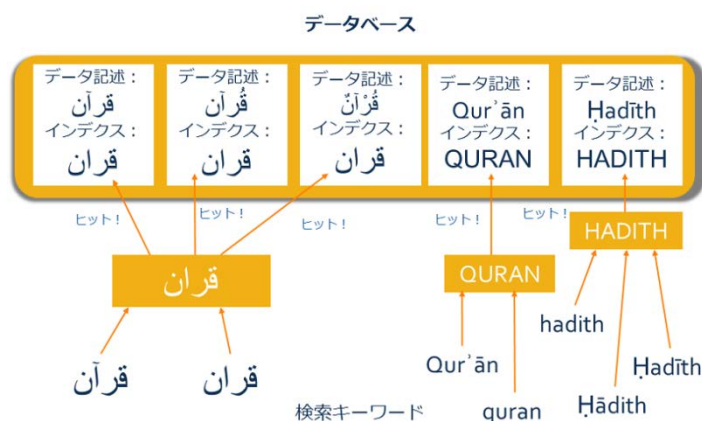 データベース
データ記述：
قرآن
インデクス：
قران
データ記述：
قُرآن
インデクス：
قران
データ記述：
قُرْآنٌ
インデクス：
قران
データ記述：
Qurʾān
インデクス：
QURAN
データ記述：
Ḥadīth
インデクス：
HADITH
ヒット！
ヒット！
ヒット！
ヒット！
ヒット！
قران
QURAN
HADITH
قرآن
قران
Qurʾān
quran
hadith
Ḥādith
Ḥadīth
検索キーワード